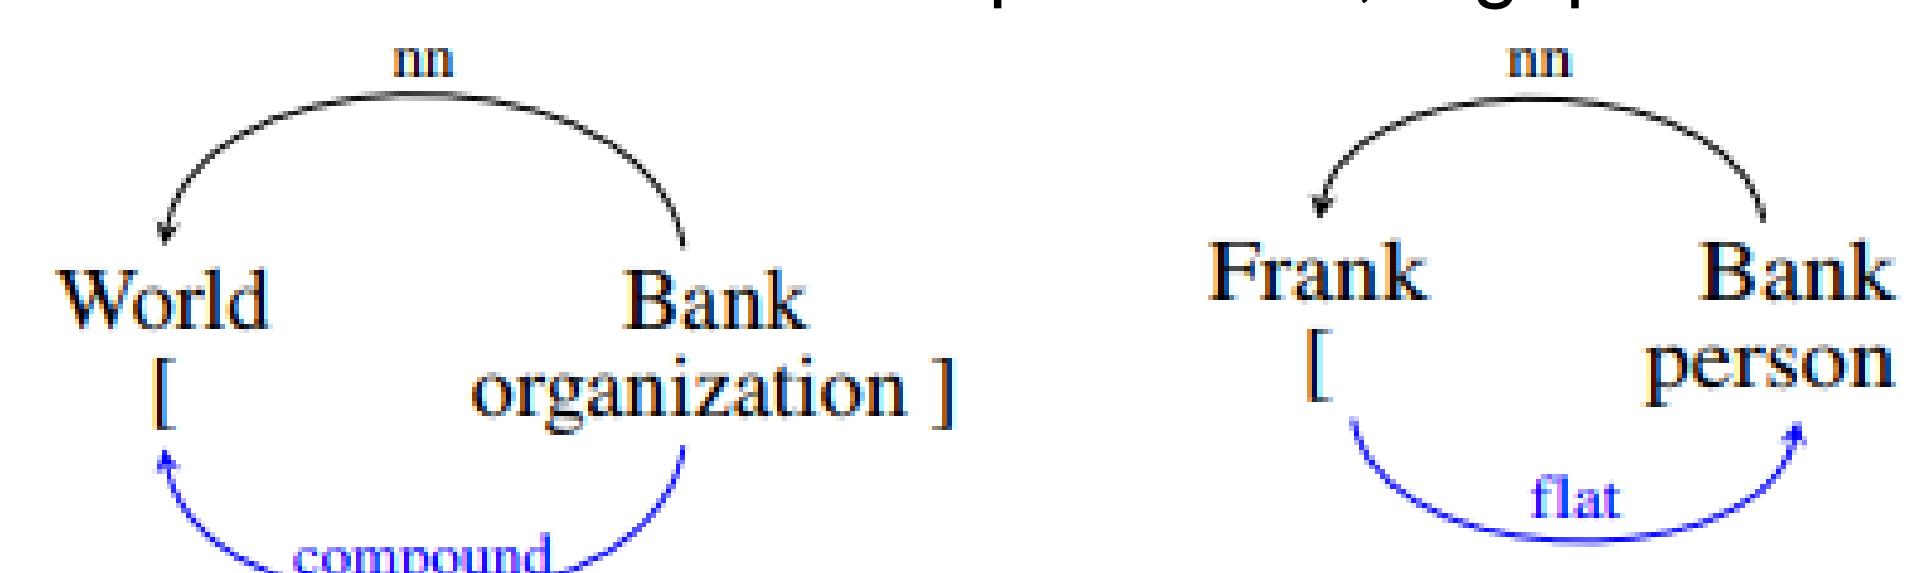 nn nn
World Bank Frank Bank
[ organization ] [ person
compound flat